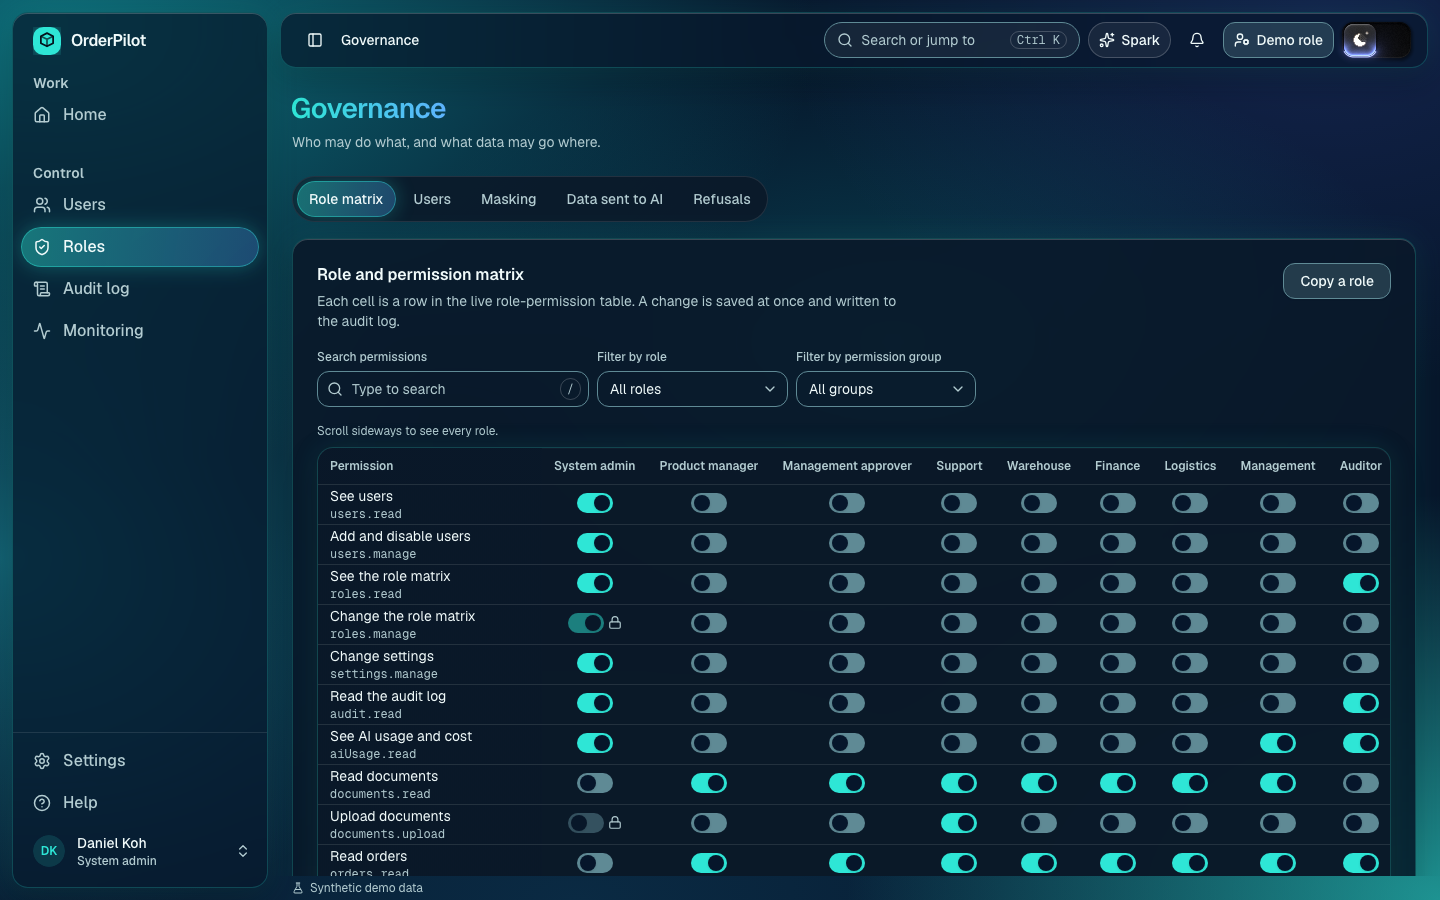 OrderPilot
Work
Home
Control
Users
Roles
Audit log
Monitoring
Settings
Help
DK
Daniel Koh
System admin
Governance
Search or jump to
Ctrl K
Spark
Demo role
Governance
Who may do what, and what data may go where.
Role matrix
Users
Masking
Data sent to AI
Refusals
Role and permission matrix
Each cell is a row in the live role-permission table. A change is saved at once and written to
the audit log.
Copy a role
Search permissions
Filter by role
Filter by permission group
Type to search
/
All roles
All groups
Scroll sideways to see every role.
Permission System admin Product manager Management approver Support Warehouse Finance Logistics Management Auditor
See users
users.read
Add and disable users
users.manage
See the role matrix
roles.read
Change the role matrix
roles.manage
Change settings
settings.manage
Read the audit log
audit.read
See AI usage and cost
aiUsage.read
Read documents
documents.read
Upload documents
documents.upload
Read orders
orders.read
Synthetic demo data